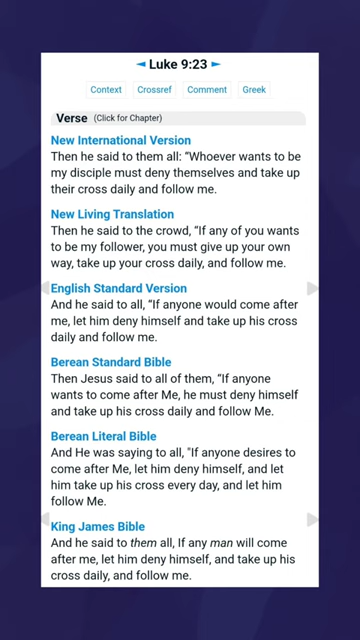 ◄ Luke 9:23 ►
Context Crossref Comment Greek
Verse (Click for Chapter)
New International Version
Then he said to them all: “Whoever wants to be
my disciple must deny themselves and take up
their cross daily and follow me.
New Living Translation
Then he said to the crowd, “If any of you wants
to be my follower, you must give up your own
way, take up your cross daily, and follow me.
English Standard Version
And he said to all, “If anyone would come after
me, let him deny himself and take up his cross
daily and follow me.
Berean Standard Bible
Then Jesus said to all of them, “If anyone
wants to come after Me, he must deny himself
and take up his cross daily and follow Me.
Berean Literal Bible
And He was saying to all, "If anyone desires to
come after Me, let him deny himself, and let
him take up his cross every day, and let him
follow Me.
King James Bible
And he said to them all, If any man will come
after me, let him deny himself, and take up his
cross daily, and follow me.